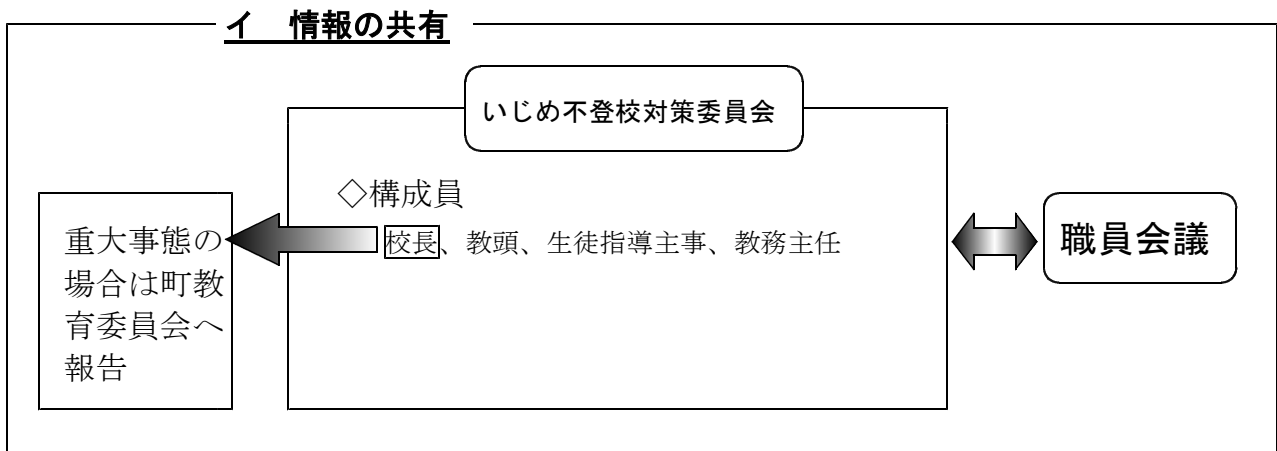 イ　情報の共有
いじめ不登校対策委員会
◇構成員
校長、教頭、生徒指導主事、教務主任
重大事態の
場合は町教
育委員会へ
報告
職員会議